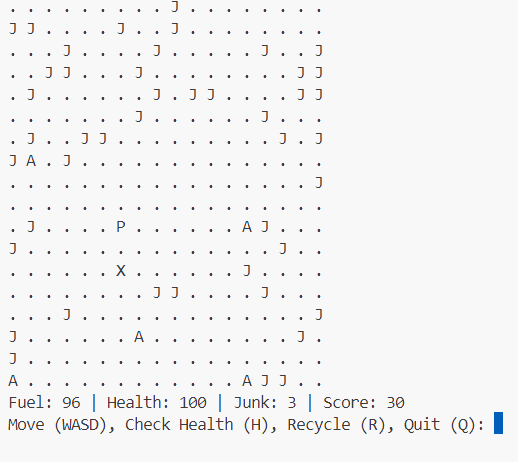 . . . . . . . . . J . . . . . . . .
J J . . . . J . . J . . . . . . . .
. . . J . . . . J . . . . . J . . J
. . J J . . . J . . . . . . . . J J
. J . . . . . . J . J J . . . . J J
. . . . . . . J . . . . . . J . . .
. J . . J J . . . . . . . . . J . J
J A . J . . . . . . . . . . . . . .
. . . . . . . . . . . . . . . . . J
. . . . . . . . . . . . . . . . . .
. J . . . . P . . . . . . A J . . .
J . . . . . . . . . . . . . . J . .
. . . . . . X . . . . . . J . . . .
. . . . . . . . J J . . . . J . . .
. . . J . . . . . . . . . . . . . J
J . . . . . . A . . . . . . . . J .
J . . . . . . . . . . . . . . . . .
A . . . . . . . . . . . . A J J . .
Fuel: 96 | Health: 100 | Junk: 3 | Score: 30
Move (WASD), Check Health (H), Recycle (R), Quit (Q):